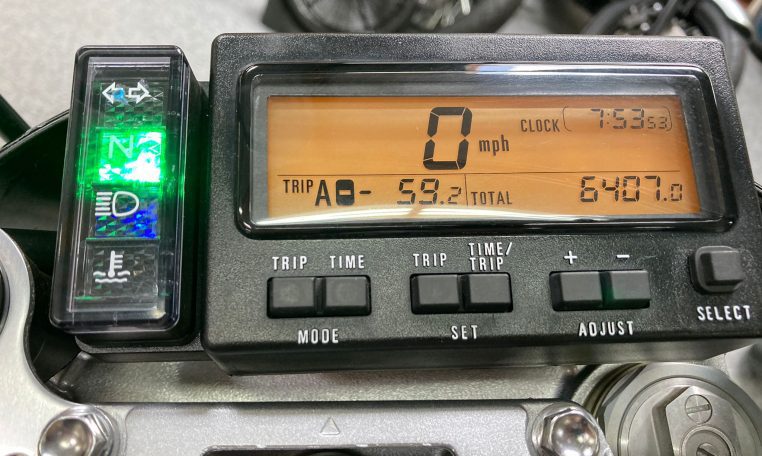 N
0 mph
CLOCK 7:53 53
TRIP A - 59.2
TOTAL 6407.0
TRIP TIME
MODE
TRIP TIME/
TRIP
SET
+ -
ADJUST
SELECT